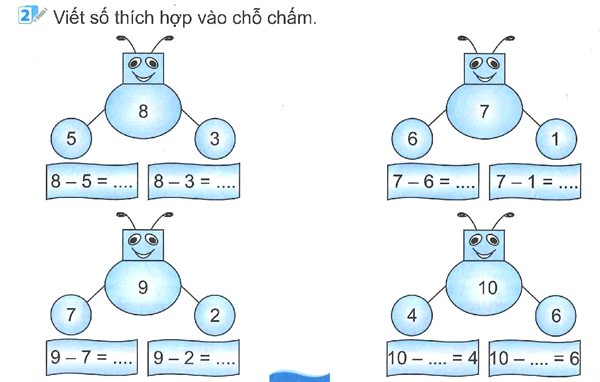 2 Viết số thích hợp vào chỗ chấm.
8
7
5 3
6 1
8 – 5 = .... 8 – 3 = ....
7 – 6 = .... 7 – 1 = ....
9
10
7 2
4 6
9 – 7 = .... 9 – 2 = ....
10 – .... = 4 10 – .... = 6